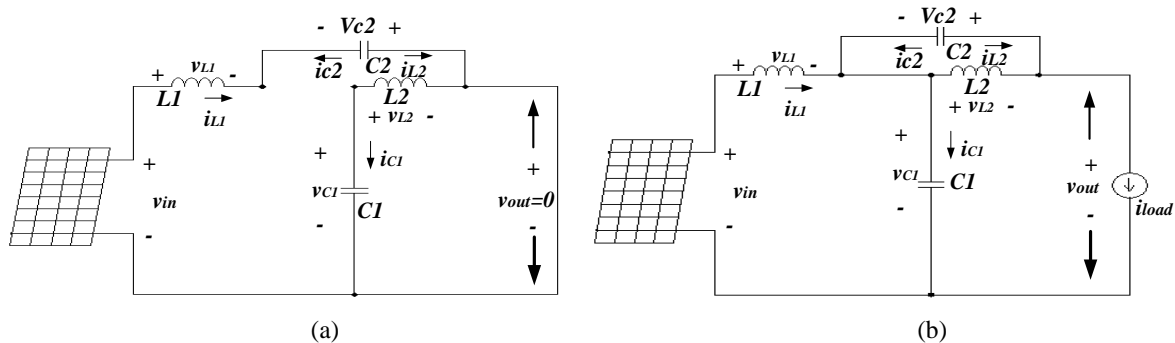 - Vc2 +
ic2 C2 iL2
+ vL1 -
L1
iL1
L2
+ vL2 -
+
vin
-
+
vC1
-
iC1
C1
+
vout=0
-
(a)
- Vc2 +
ic2 C2 iL2
+ vL1 -
L1
iL1
L2
+ vL2 -
+
vin
-
+
vC1
-
iC1
C1
+
vout
-
iload
(b)